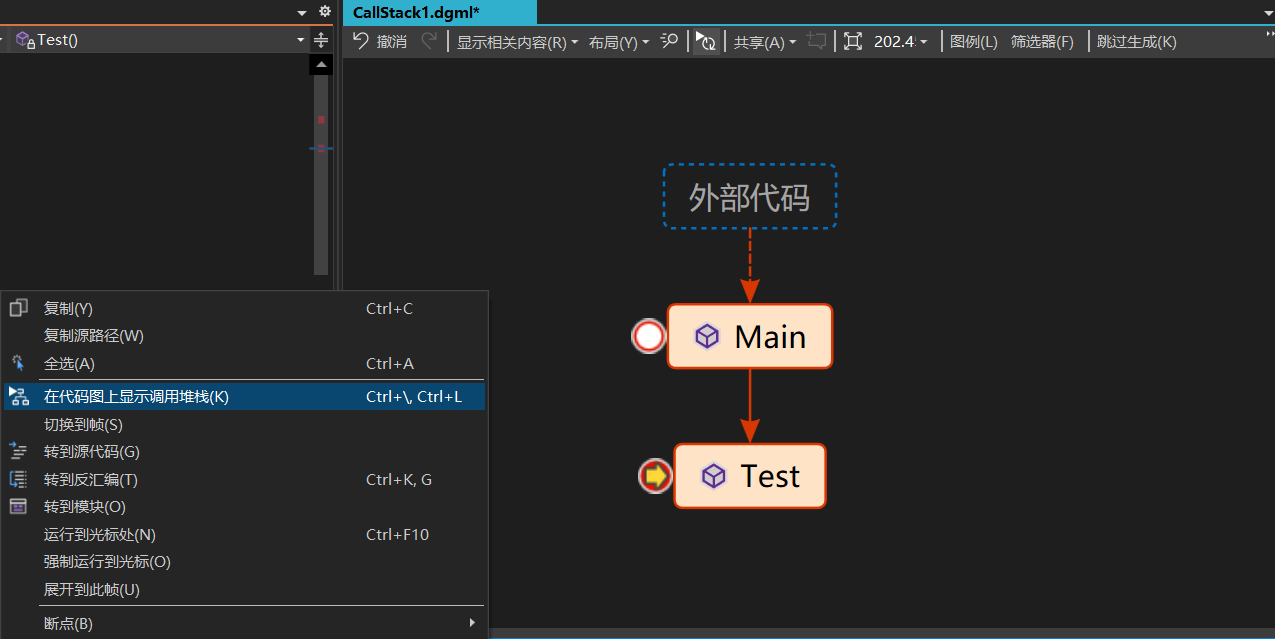 CallStack1.dgml*
Test()
撤消 显示相关内容(R) 布局(Y) 共享(A) 202.4 图例(L) 筛选器(F) 跳过生成(K)
外部代码
Main
Test
复制(Y) Ctrl+C
复制源路径(W)
全选(A) Ctrl+A
在代码图上显示调用堆栈(K) Ctrl+\, Ctrl+L
切换到帧(S)
转到源代码(G)
转到反汇编(T) Ctrl+K, G
转到模块(O)
运行到光标处(N) Ctrl+F10
强制运行到光标(O)
展开到此帧(U)
断点(B)